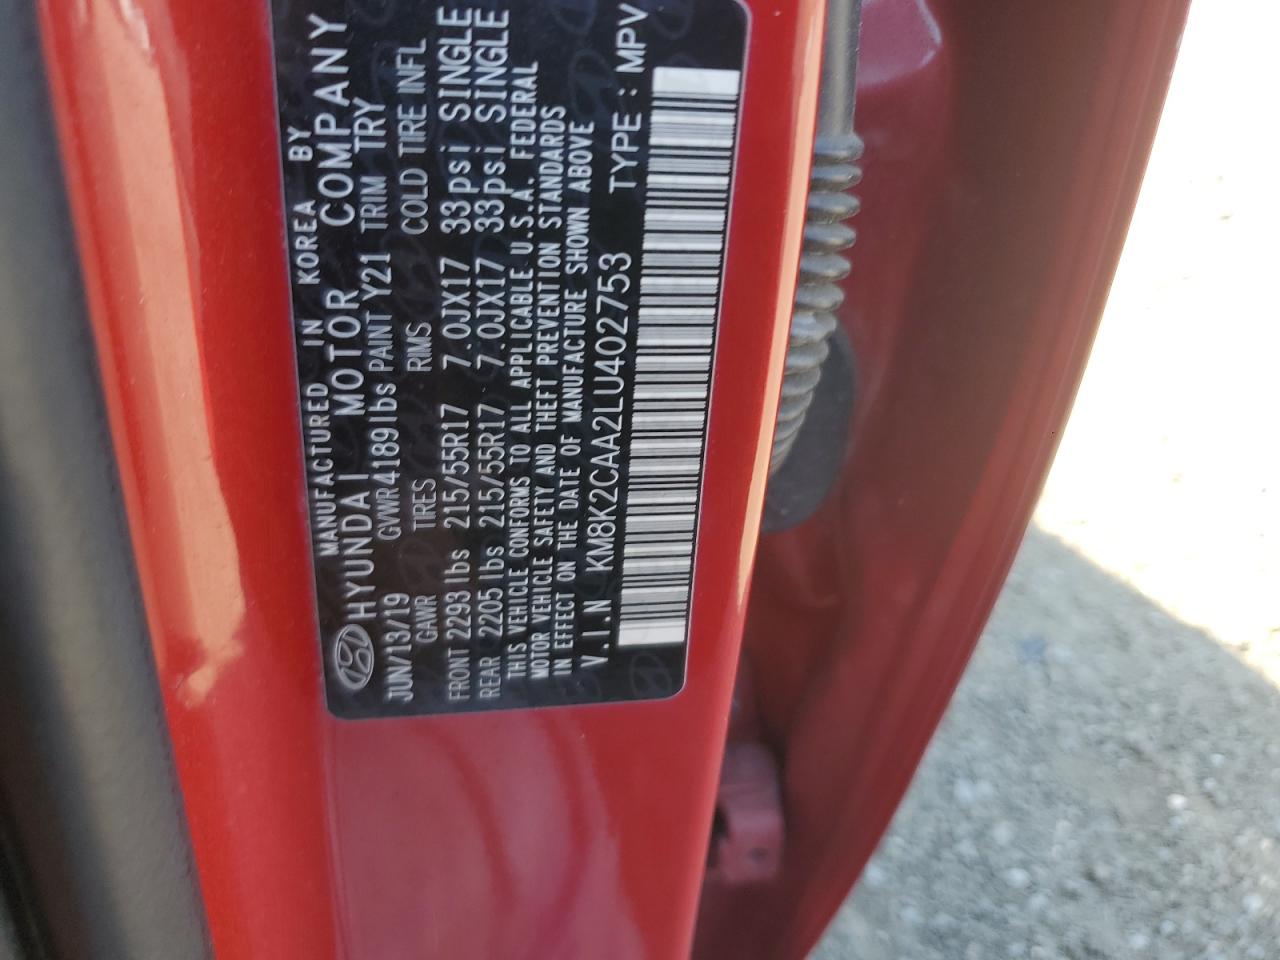 MANUFACTURED IN KOREA BY
HYUNDAI MOTOR COMPANY
JUN/13/19 GVWR 4189lbs PAINT Y21 TRIM TRY
GAWR TIRES RIMS COLD TIRE INFL
FRONT 2293lbs 215/55R17 7.0JX17 33psi SINGLE
REAR 2205lbs 215/55R17 7.0JX17 33psi SINGLE
THIS VEHICLE CONFORMS TO ALL APPLICABLE U.S.A. FEDERAL
MOTOR VEHICLE SAFETY AND THEFT PREVENTION STANDARDS
IN EFFECT ON THE DATE OF MANUFACTURE SHOWN ABOVE
V.I.N KM8K2CAA2LU402753 TYPE : MPV